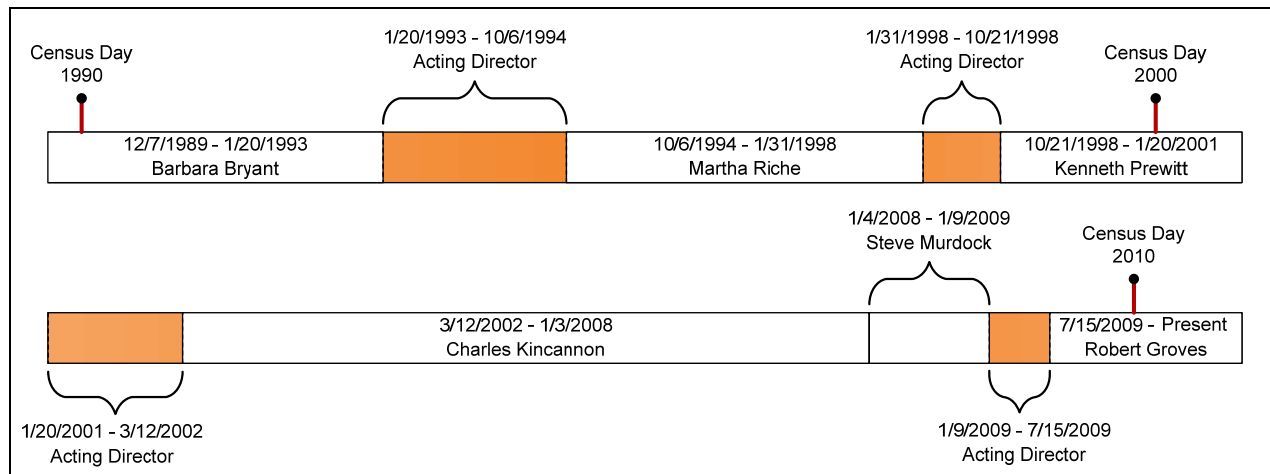 Census Day
1990
1/20/1993 - 10/6/1994
Acting Director
1/31/1998 - 10/21/1998
Acting Director
Census Day
2000
12/7/1989 - 1/20/1993
Barbara Bryant
10/6/1994 - 1/31/1998
Martha Riche
10/21/1998 - 1/20/2001
Kenneth Prewitt
1/4/2008 - 1/9/2009
Steve Murdock
Census Day
2010
3/12/2002 - 1/3/2008
Charles Kincannon
7/15/2009 - Present
Robert Groves
1/20/2001 - 3/12/2002
Acting Director
1/9/2009 - 7/15/2009
Acting Director